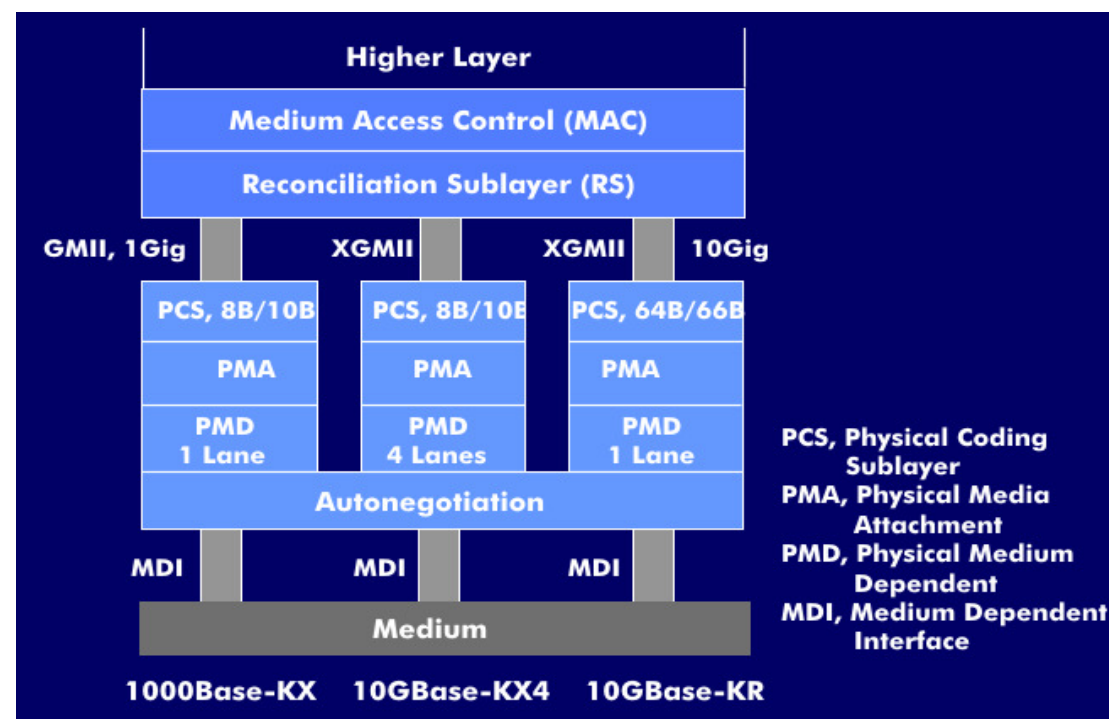 Higher Layer
Medium Access Control (MAC)
Reconciliation Sublayer (RS)
GMII, 1Gig
XGMII
XGMII
10Gig
PCS, 8B/10B
PCS, 8B/10B
PCS, 64B/66B
PMA
PMA
PMA
PMD
1 Lane
PMD
4 Lanes
PMD
1 Lane
Autonegotiation
MDI
MDI
MDI
Medium
1000Base-KX
10GBase-KX4
10GBase-KR
PCS, Physical Coding
Sublayer
PMA, Physical Media
Attachment
PMD, Physical Medium
Dependent
MDI, Medium Dependent
Interface